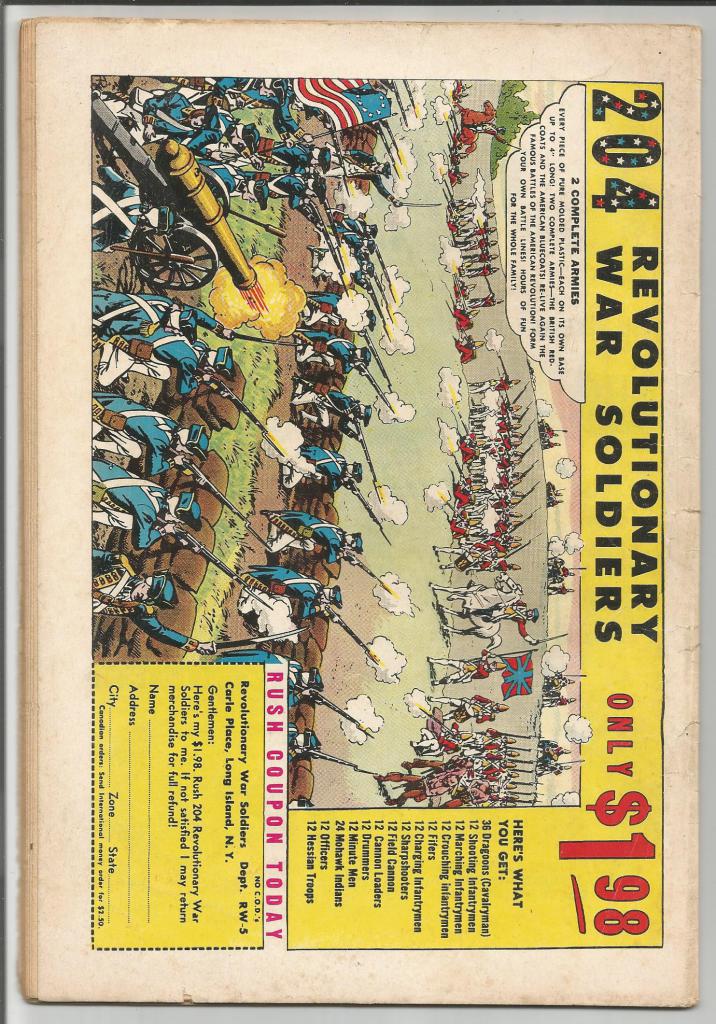 204 REVOLUTIONARY
WAR SOLDIERS
ONLY $1.98
2 COMPLETE ARMIES
EVERY PIECE OF PURE MOLDED PLASTIC—EACH ON ITS OWN BASE
UP TO 4" LONG! TWO COMPLETE ARMIES—THE BRITISH RED-
COATS AND THE AMERICAN BLUECOATS! RE-LIVE AGAIN THE
FAMOUS BATTLES OF THE AMERICAN REVOLUTION! FORM
YOUR OWN BATTLE LINES! HOURS OF FUN
FOR THE WHOLE FAMILY!
HERE'S WHAT
YOU GET:
36 Dragoons (Cavalryman)
12 Shooting Infantrymen
12 Marching Infantrymen
12 Crouching infantrymen
12 Fifers
12 Charging Infantrymen
12 Sharpshooters
12 Field Cannon
12 Cannon Loaders
12 Drummers
12 Minute Men
24 Mohawk Indians
12 Officers
12 Hessian Troops
RUSH COUPON TODAY
NO C.O.D.'s
Revolutionary War Soldiers Dept. RW-5
Carle Place, Long Island, N. Y.
Gentlemen:
Here's my $1.98. Rush 204 Revolutionary War
Soldiers to me. If not satisfied I may return
merchandise for full refund!
Name
Address
City Zone State
Canadian orders: Send International money order for $2.50.